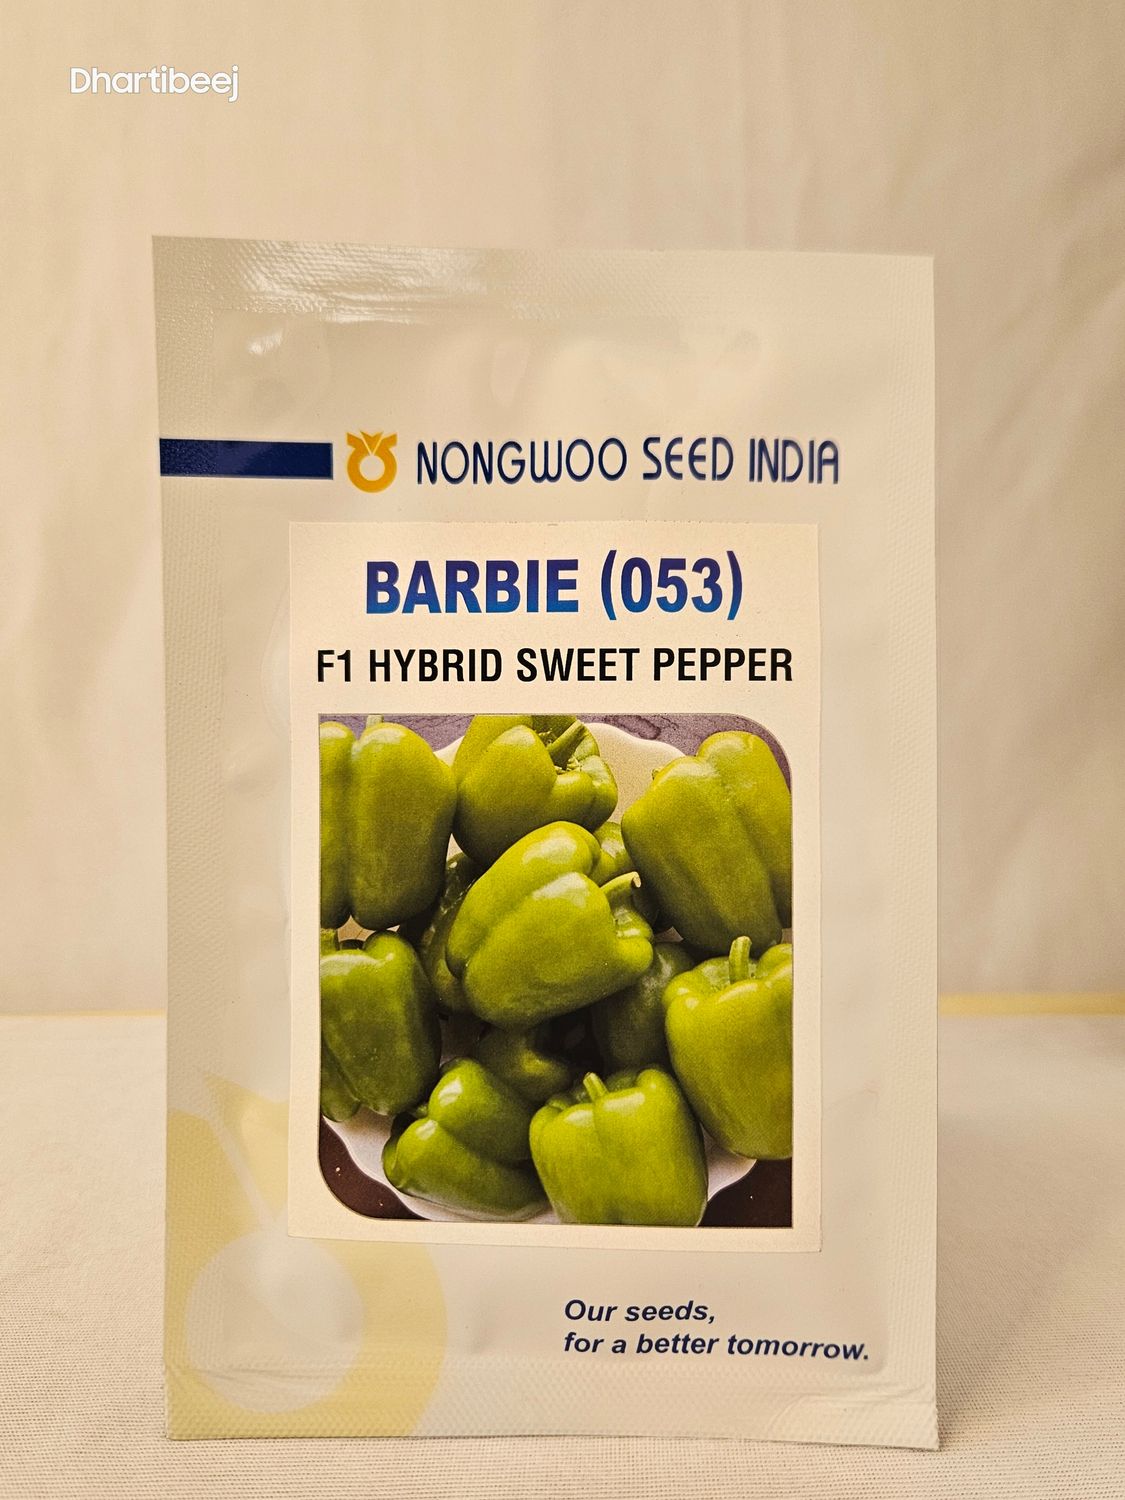 Dhartibeej
NONGWOO SEED INDIA
BARBIE (053)
F1 HYBRID SWEET PEPPER
Our seeds,
for a better tomorrow.